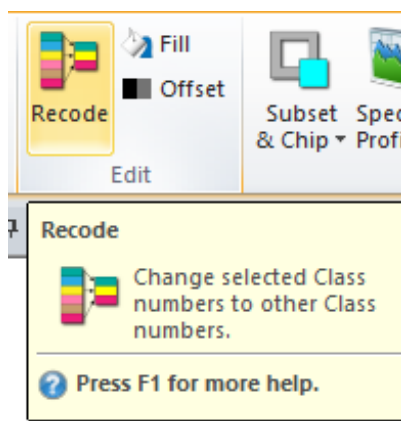 Fill
Offset
Recode
Subset
& Chip
Edit
Recode
Change selected Class
numbers to other Class
numbers.
Press F1 for more help.